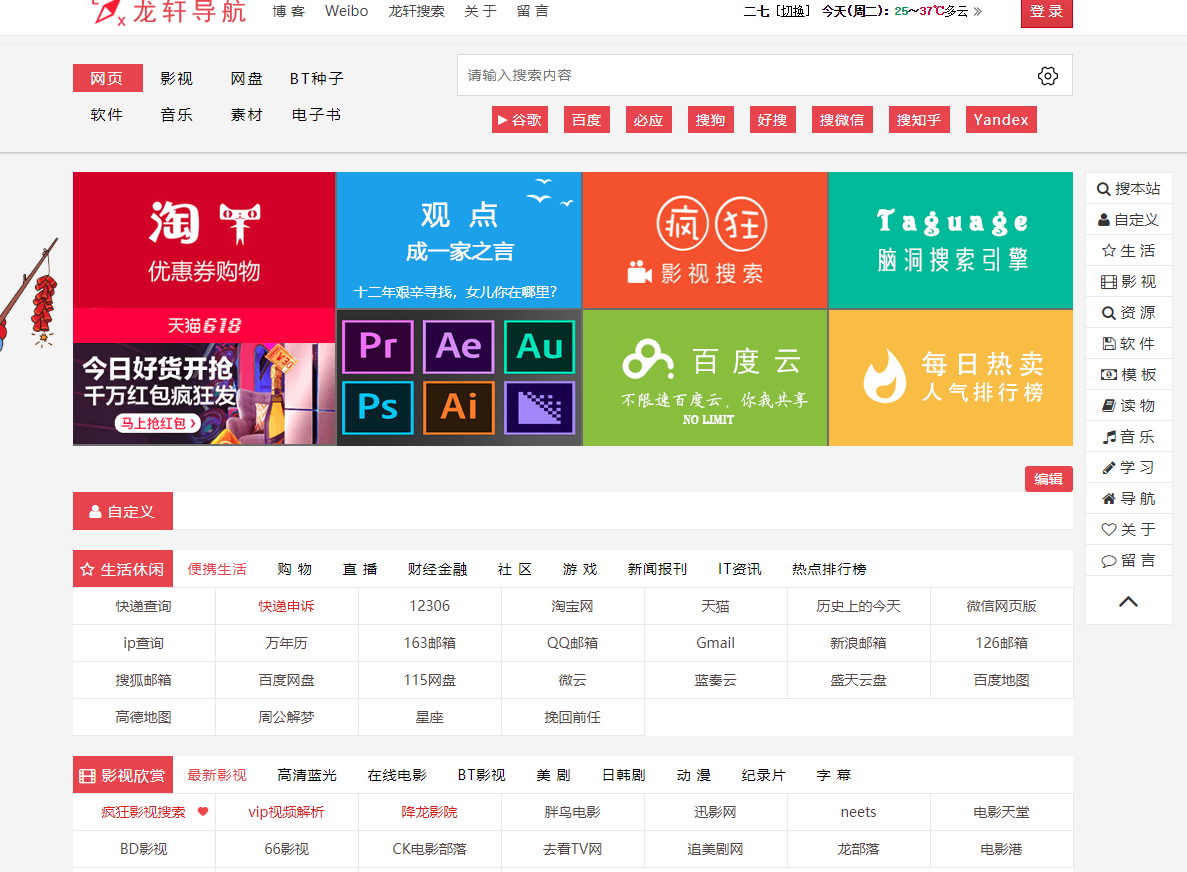 龙轩导航 博 客 Weibo 龙轩搜索 关 于 留 言 二七 [切换] 今天(周二): 25～37℃多云 登 录
网页 影视 网盘 BT种子
软件 音乐 素材 电子书
请输入搜索内容
谷歌 百度 必应 搜狗 好搜 搜微信 搜知乎 Yandex
淘
优惠券购物
天猫618
今日好货开抢
千万红包疯狂发
马上抢红包
¥30
观 点
成一家之言
十二年艰辛寻找，女儿你在哪里？
Pr Ae Au
Ps Ai
疯 狂
影视搜索
百度云
不限速百度云，你我共享
NO LIMIT
Taguage
脑洞搜索引擎
每日热卖
人气排行榜
搜本站
自定义
生 活
影 视
资 源
软 件
模 板
读 物
音 乐
学 习
导 航
关 于
留 言
编辑
自定义
生活休闲 便携生活 购 物 直 播 财经金融 社 区 游 戏 新闻报刊 IT资讯 热点排行榜
快递查询 快递申诉 12306 淘宝网 天猫 历史上的今天 微信网页版
ip查询 万年历 163邮箱 QQ邮箱 Gmail 新浪邮箱 126邮箱
搜狐邮箱 百度网盘 115网盘 微云 蓝奏云 盛天云盘 百度地图
高德地图 周公解梦 星座 挽回前任
影视欣赏 最新影视 高清蓝光 在线电影 BT影视 美 剧 日韩剧 动 漫 纪录片 字 幕
疯狂影视搜索 vip视频解析 降龙影院 胖鸟电影 迅影网 neets 电影天堂
BD影视 66影视 CK电影部落 去看TV网 追美剧网 龙部落 电影港